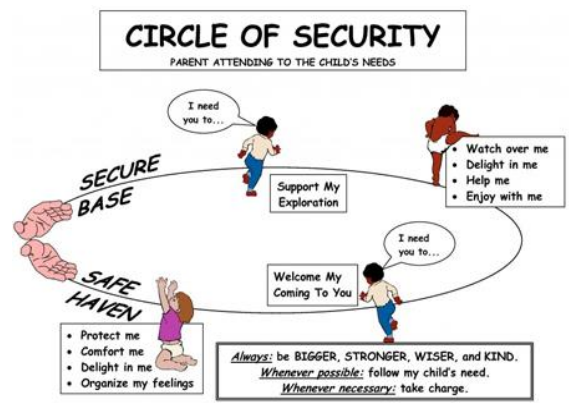 CIRCLE OF SECURITY
PARENT ATTENDING TO THE CHILD'S NEEDS
I need
you to...
SECURE
BASE
Support My
Exploration
• Watch over me
• Delight in me
• Help me
• Enjoy with me
I need
you to...
Welcome My
Coming To You
SAFE
HAVEN
• Protect me
• Comfort me
• Delight in me
• Organize my feelings
Always: be BIGGER, STRONGER, WISER, and KIND.
Whenever possible: follow my child's need.
Whenever necessary: take charge.